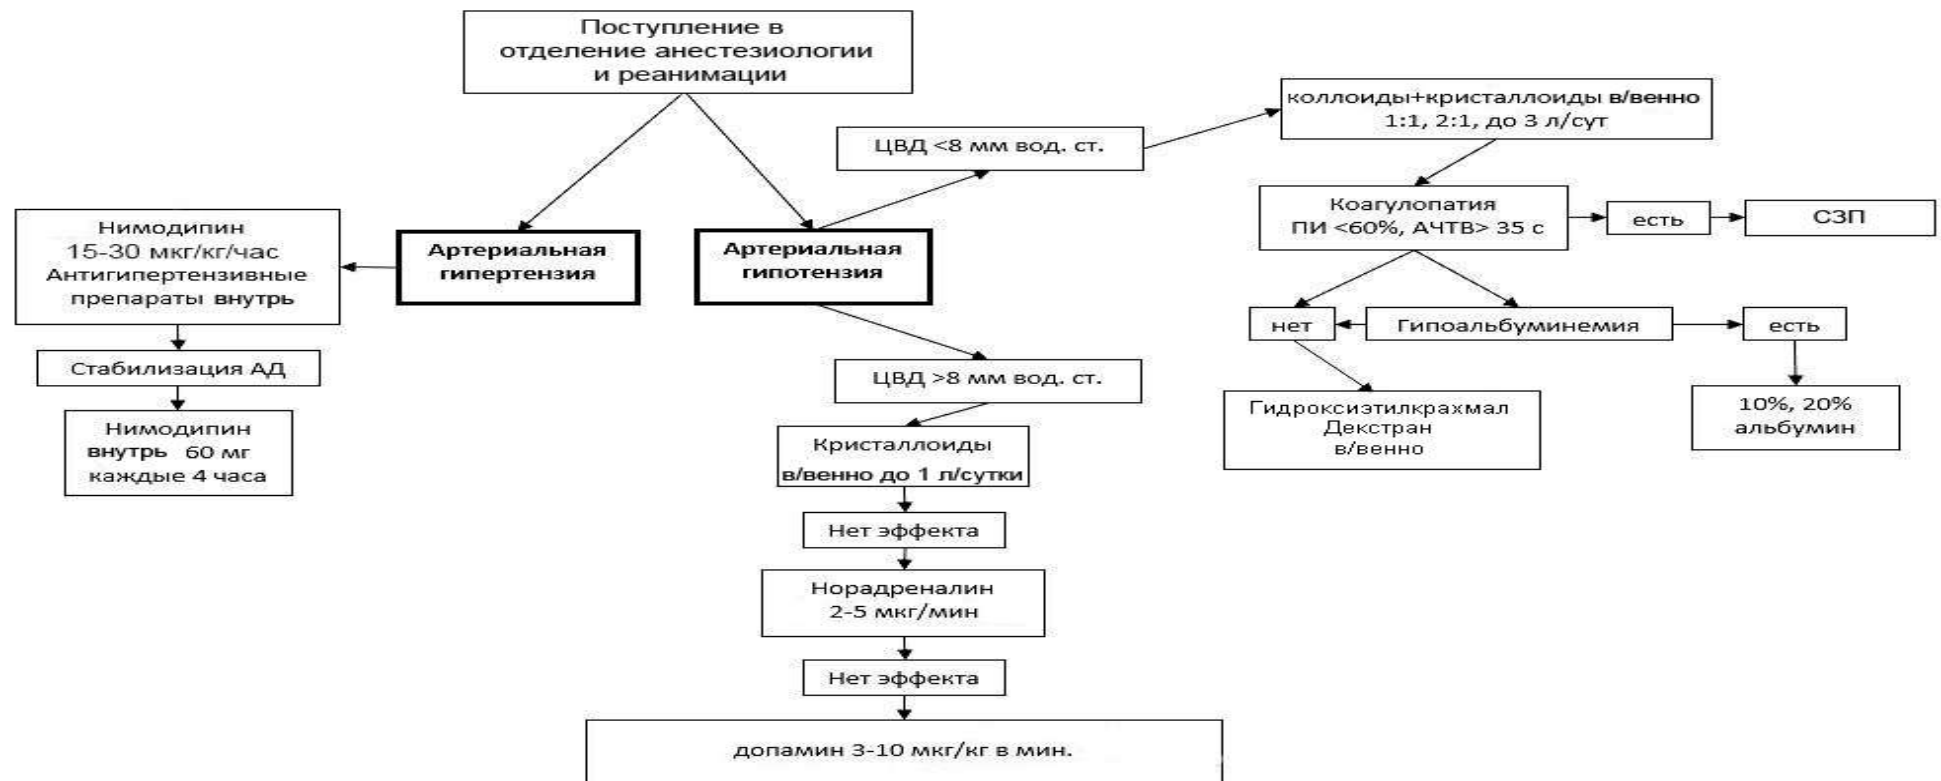 Поступление в
отделение анестезиологии
и реанимации
коллоиды+кристаллоиды в/венно
1:1, 2:1, до 3 л/сут
ЦВД <8 мм вод. ст.
Коагулопатия
ПИ <60%, АЧТВ> 35 с
есть
СЗП
Нимодипин
15-30 мкг/кг/час
Антигипертензивные
препараты внутрь
Артериальная
гипертензия
Артериальная
гипотензия
нет
Гипоальбуминемия
есть
Стабилизация АД
ЦВД >8 мм вод. ст.
Гидроксиэтилкрахмал
Декстран
в/венно
10%, 20%
альбумин
Нимодипин
внутрь 60 мг
каждые 4 часа
Кристаллоиды
в/венно до 1 л/сутки
Нет эффекта
Норадреналин
2-5 мкг/мин
Нет эффекта
допамин 3-10 мкг/кг в мин.